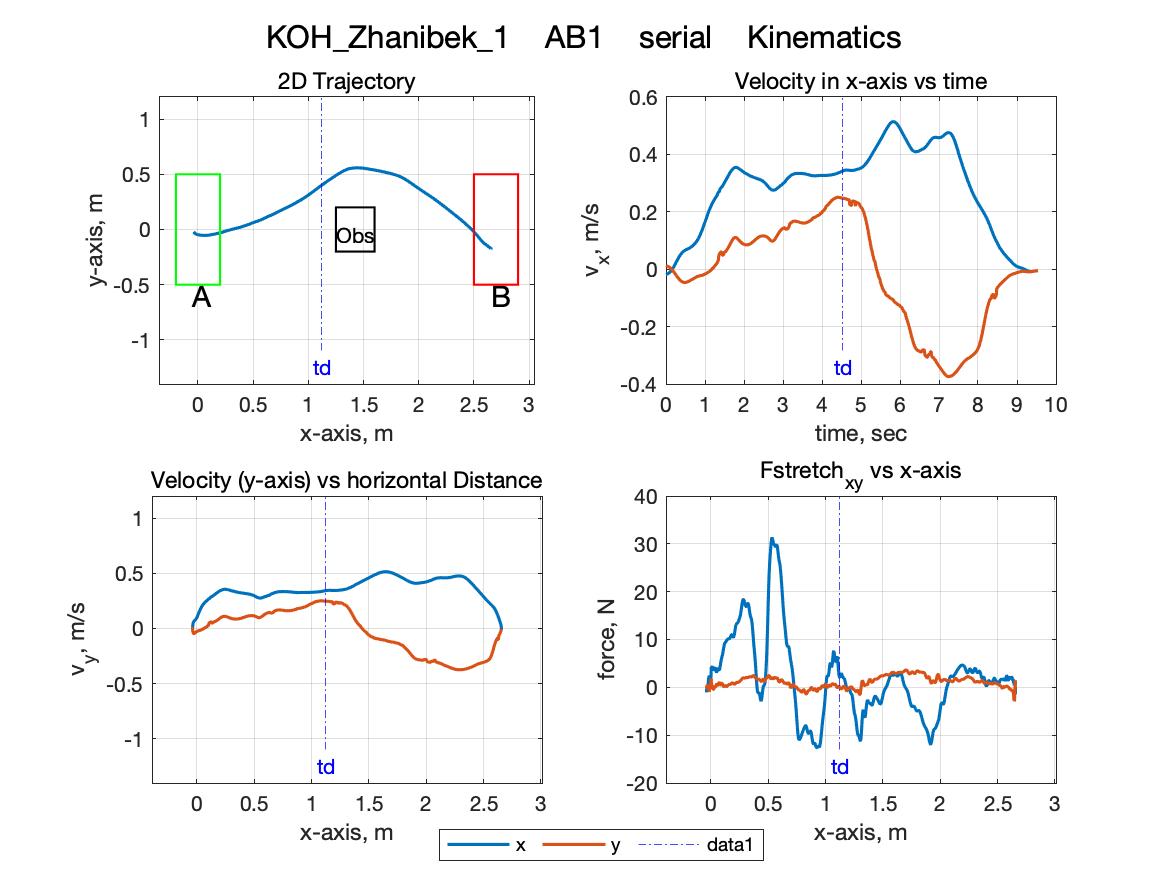 KOH_Zhanibek_1 AB1 serial Kinematics
2D Trajectory
1
0.5
0
-0.5
-1
y-axis, m
A
Obs
B
td
0 0.5 1 1.5 2 2.5 3
x-axis, m
Velocity in x-axis vs time
0.6
0.4
0.2
0
-0.2
-0.4
v_x, m/s
td
0 1 2 3 4 5 6 7 8 9 10
time, sec
Velocity (y-axis) vs horizontal Distance
1
0.5
0
-0.5
-1
v_y, m/s
td
0 0.5 1 1.5 2 2.5 3
x-axis, m
Fstretch_xy vs x-axis
40
30
20
10
0
-10
-20
force, N
td
0 0.5 1 1.5 2 2.5 3
x-axis, m
x y data1